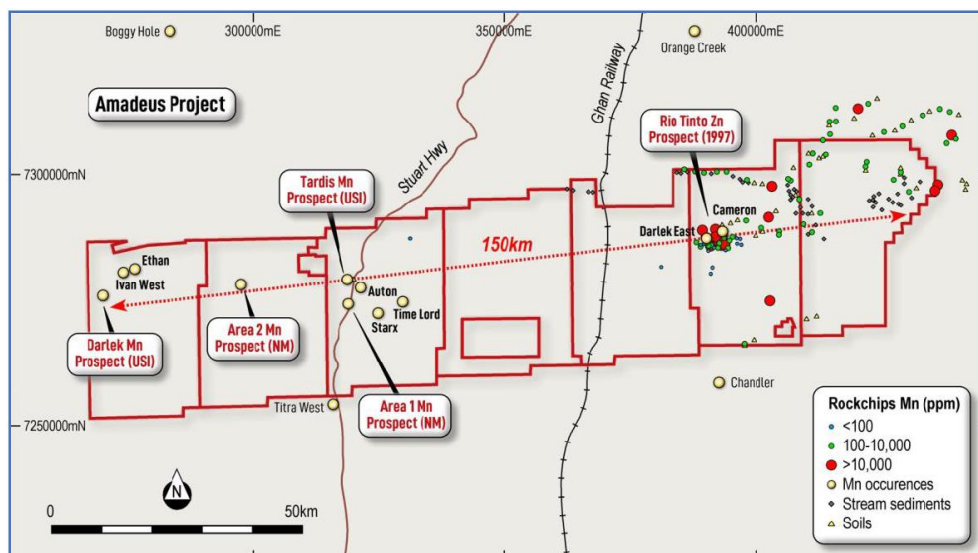 Boggy Hole
300000mE
350000mE
400000mE
Orange Creek
Amadeus Project
Stuart Hwy
Ghan Railway
Rio Tinto Zn
Prospect (1997)
7300000mN
Tardis Mn
Prospect (USI)
Cameron
Darlek East
150km
Ethan
Ivan West
Auton
Time Lord
Starx
Darlek Mn
Prospect (USI)
Area 2 Mn
Prospect (NM)
Area 1 Mn
Prospect (NM)
Titra West
Chandler
7250000mN
Rockchips Mn (ppm)
<100
100-10,000
>10,000
Mn occurences
Stream sediments
Soils
N
0
50km